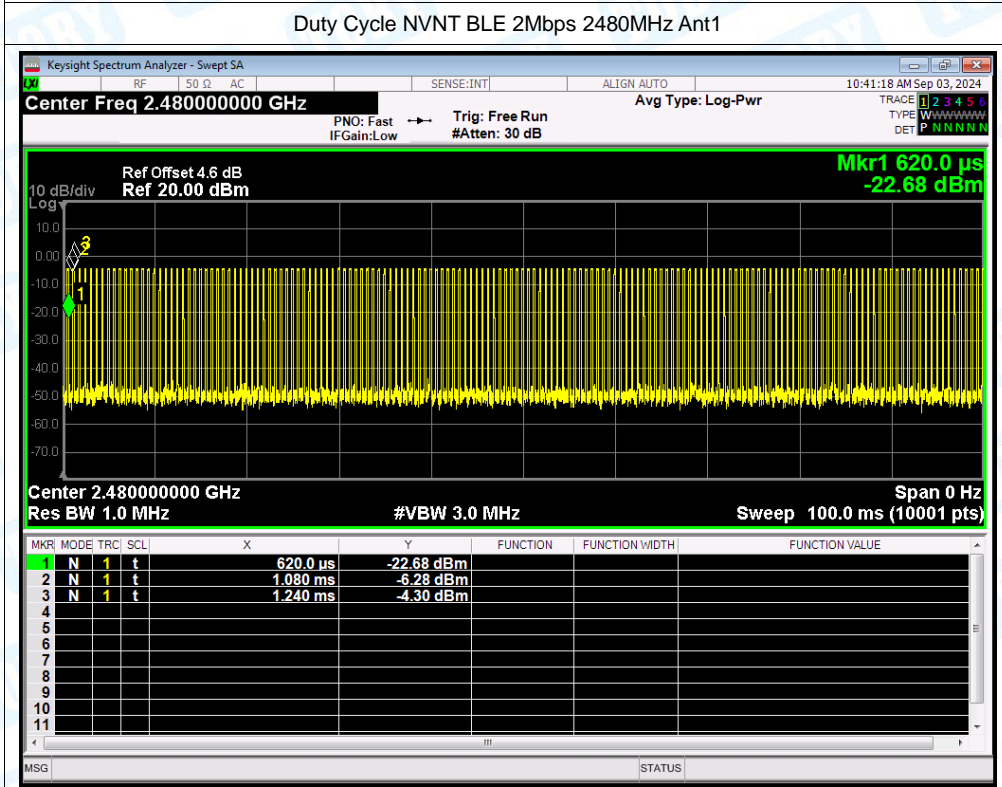 Duty Cycle NVNT BLE 2Mbps 2480MHz Ant1
Keysight Spectrum Analyzer - Swept SA
LXI RF 50 Ω AC SENSE:INT ALIGN AUTO 10:41:18 AM Sep 03, 2024
Center Freq 2.480000000 GHz Avg Type: Log-Pwr TRACE 1 2 3 4 5 6
PNO: Fast Trig: Free Run TYPE WWWWWW
IFGain:Low #Atten: 30 dB DET P N N N N N
Mkr1 620.0 µs
-22.68 dBm
Ref Offset 4.6 dB
10 dB/div Ref 20.00 dBm
Log
10.0
0.00
-10.0
-20.0
-30.0
-40.0
-50.0
-60.0
-70.0
3
2
1
Center 2.480000000 GHz Span 0 Hz
Res BW 1.0 MHz #VBW 3.0 MHz Sweep 100.0 ms (10001 pts)
MKR MODE TRC SCL X Y FUNCTION FUNCTION WIDTH FUNCTION VALUE
1 N 1 t 620.0 µs -22.68 dBm
2 N 1 t 1.080 ms -6.28 dBm
3 N 1 t 1.240 ms -4.30 dBm
4
5
6
7
8
9
10
11
MSG STATUS